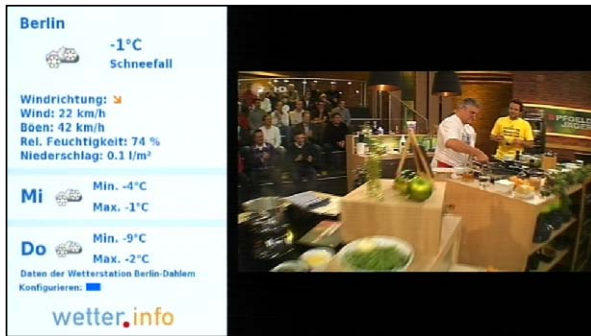 Berlin
-1°C
Schneefall
Windrichtung:
Wind: 22 km/h
Böen: 42 km/h
Rel. Feuchtigkeit: 74 %
Niederschlag: 0.1 l/m²
Mi
Min. -4°C
Max. -1°C
Do
Min. -9°C
Max. -2°C
Daten der Wetterstation Berlin-Dahlem
Konfigurieren:
wetter.info